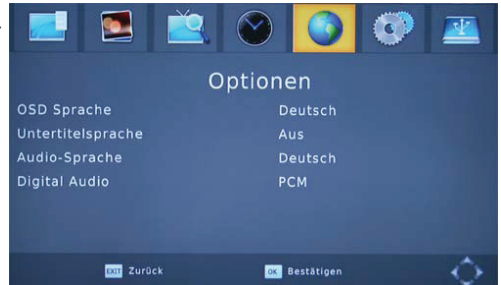 Optionen
OSD Sprache Deutsch
Untertitelsprache Aus
Audio-Sprache Deutsch
Digital Audio PCM
EXIT Zurück OK Bestätigen